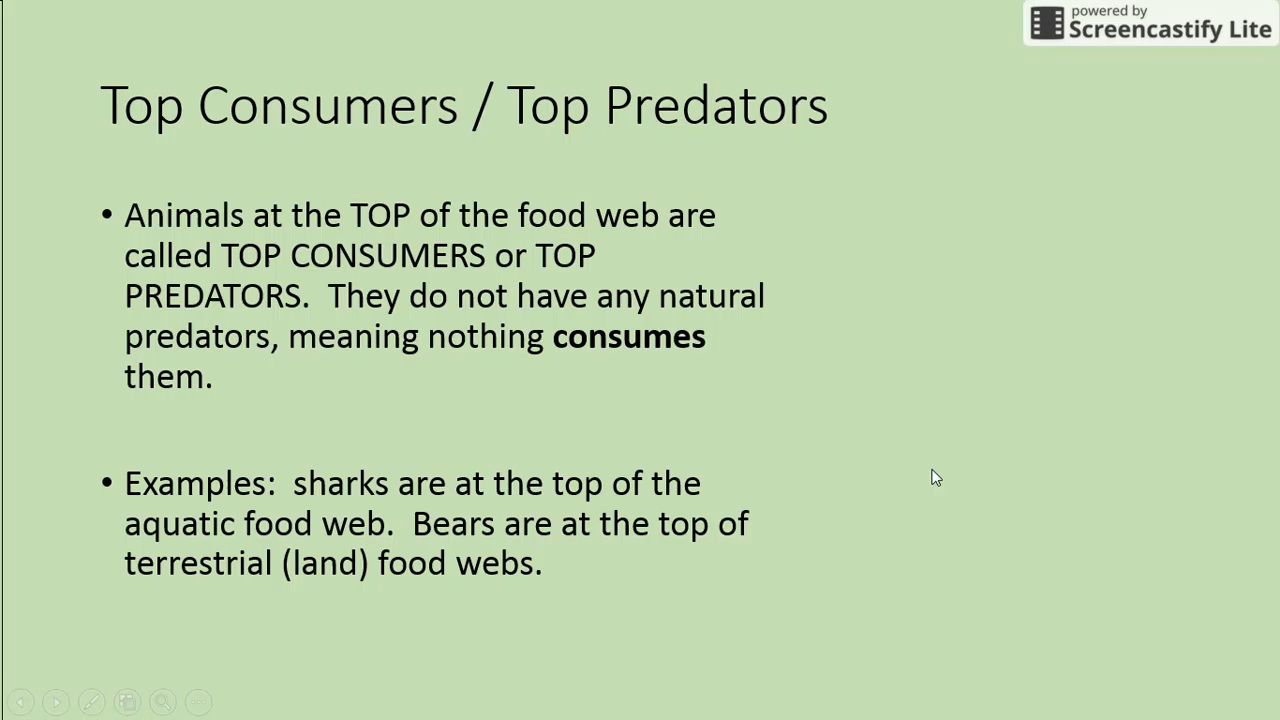 powered by
Screencastify Lite
Top Consumers / Top Predators
• Animals at the TOP of the food web are
called TOP CONSUMERS or TOP
PREDATORS.  They do not have any natural
predators, meaning nothing consumes
them.
• Examples:  sharks are at the top of the
aquatic food web.  Bears are at the top of
terrestrial (land) food webs.